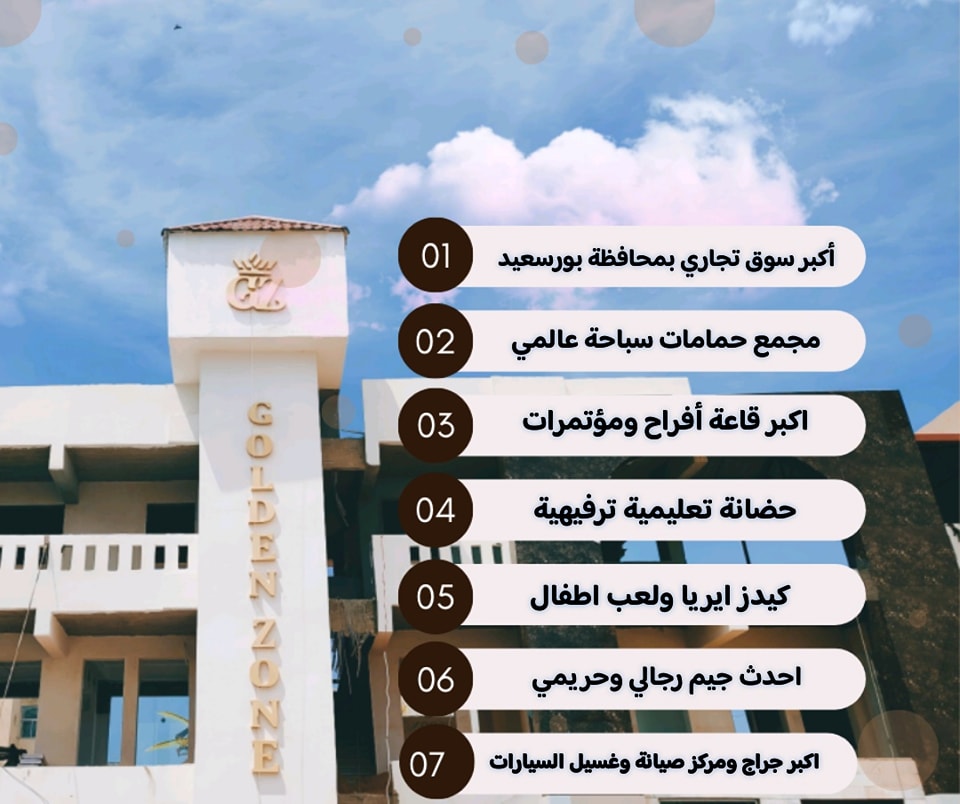 GZ
GOLDEN ZONE
01
أكبر سوق تجاري بمحافظة بورسعيد
02
مجمع حمامات سباحة عالمي
03
اكبر قاعة أفراح ومؤتمرات
04
حضانة تعليمية ترفيهية
05
كيدز ايريا ولعب اطفال
06
احدث جيم رجالي وحريمي
07
اكبر جراج ومركز صيانة وغسيل السيارات